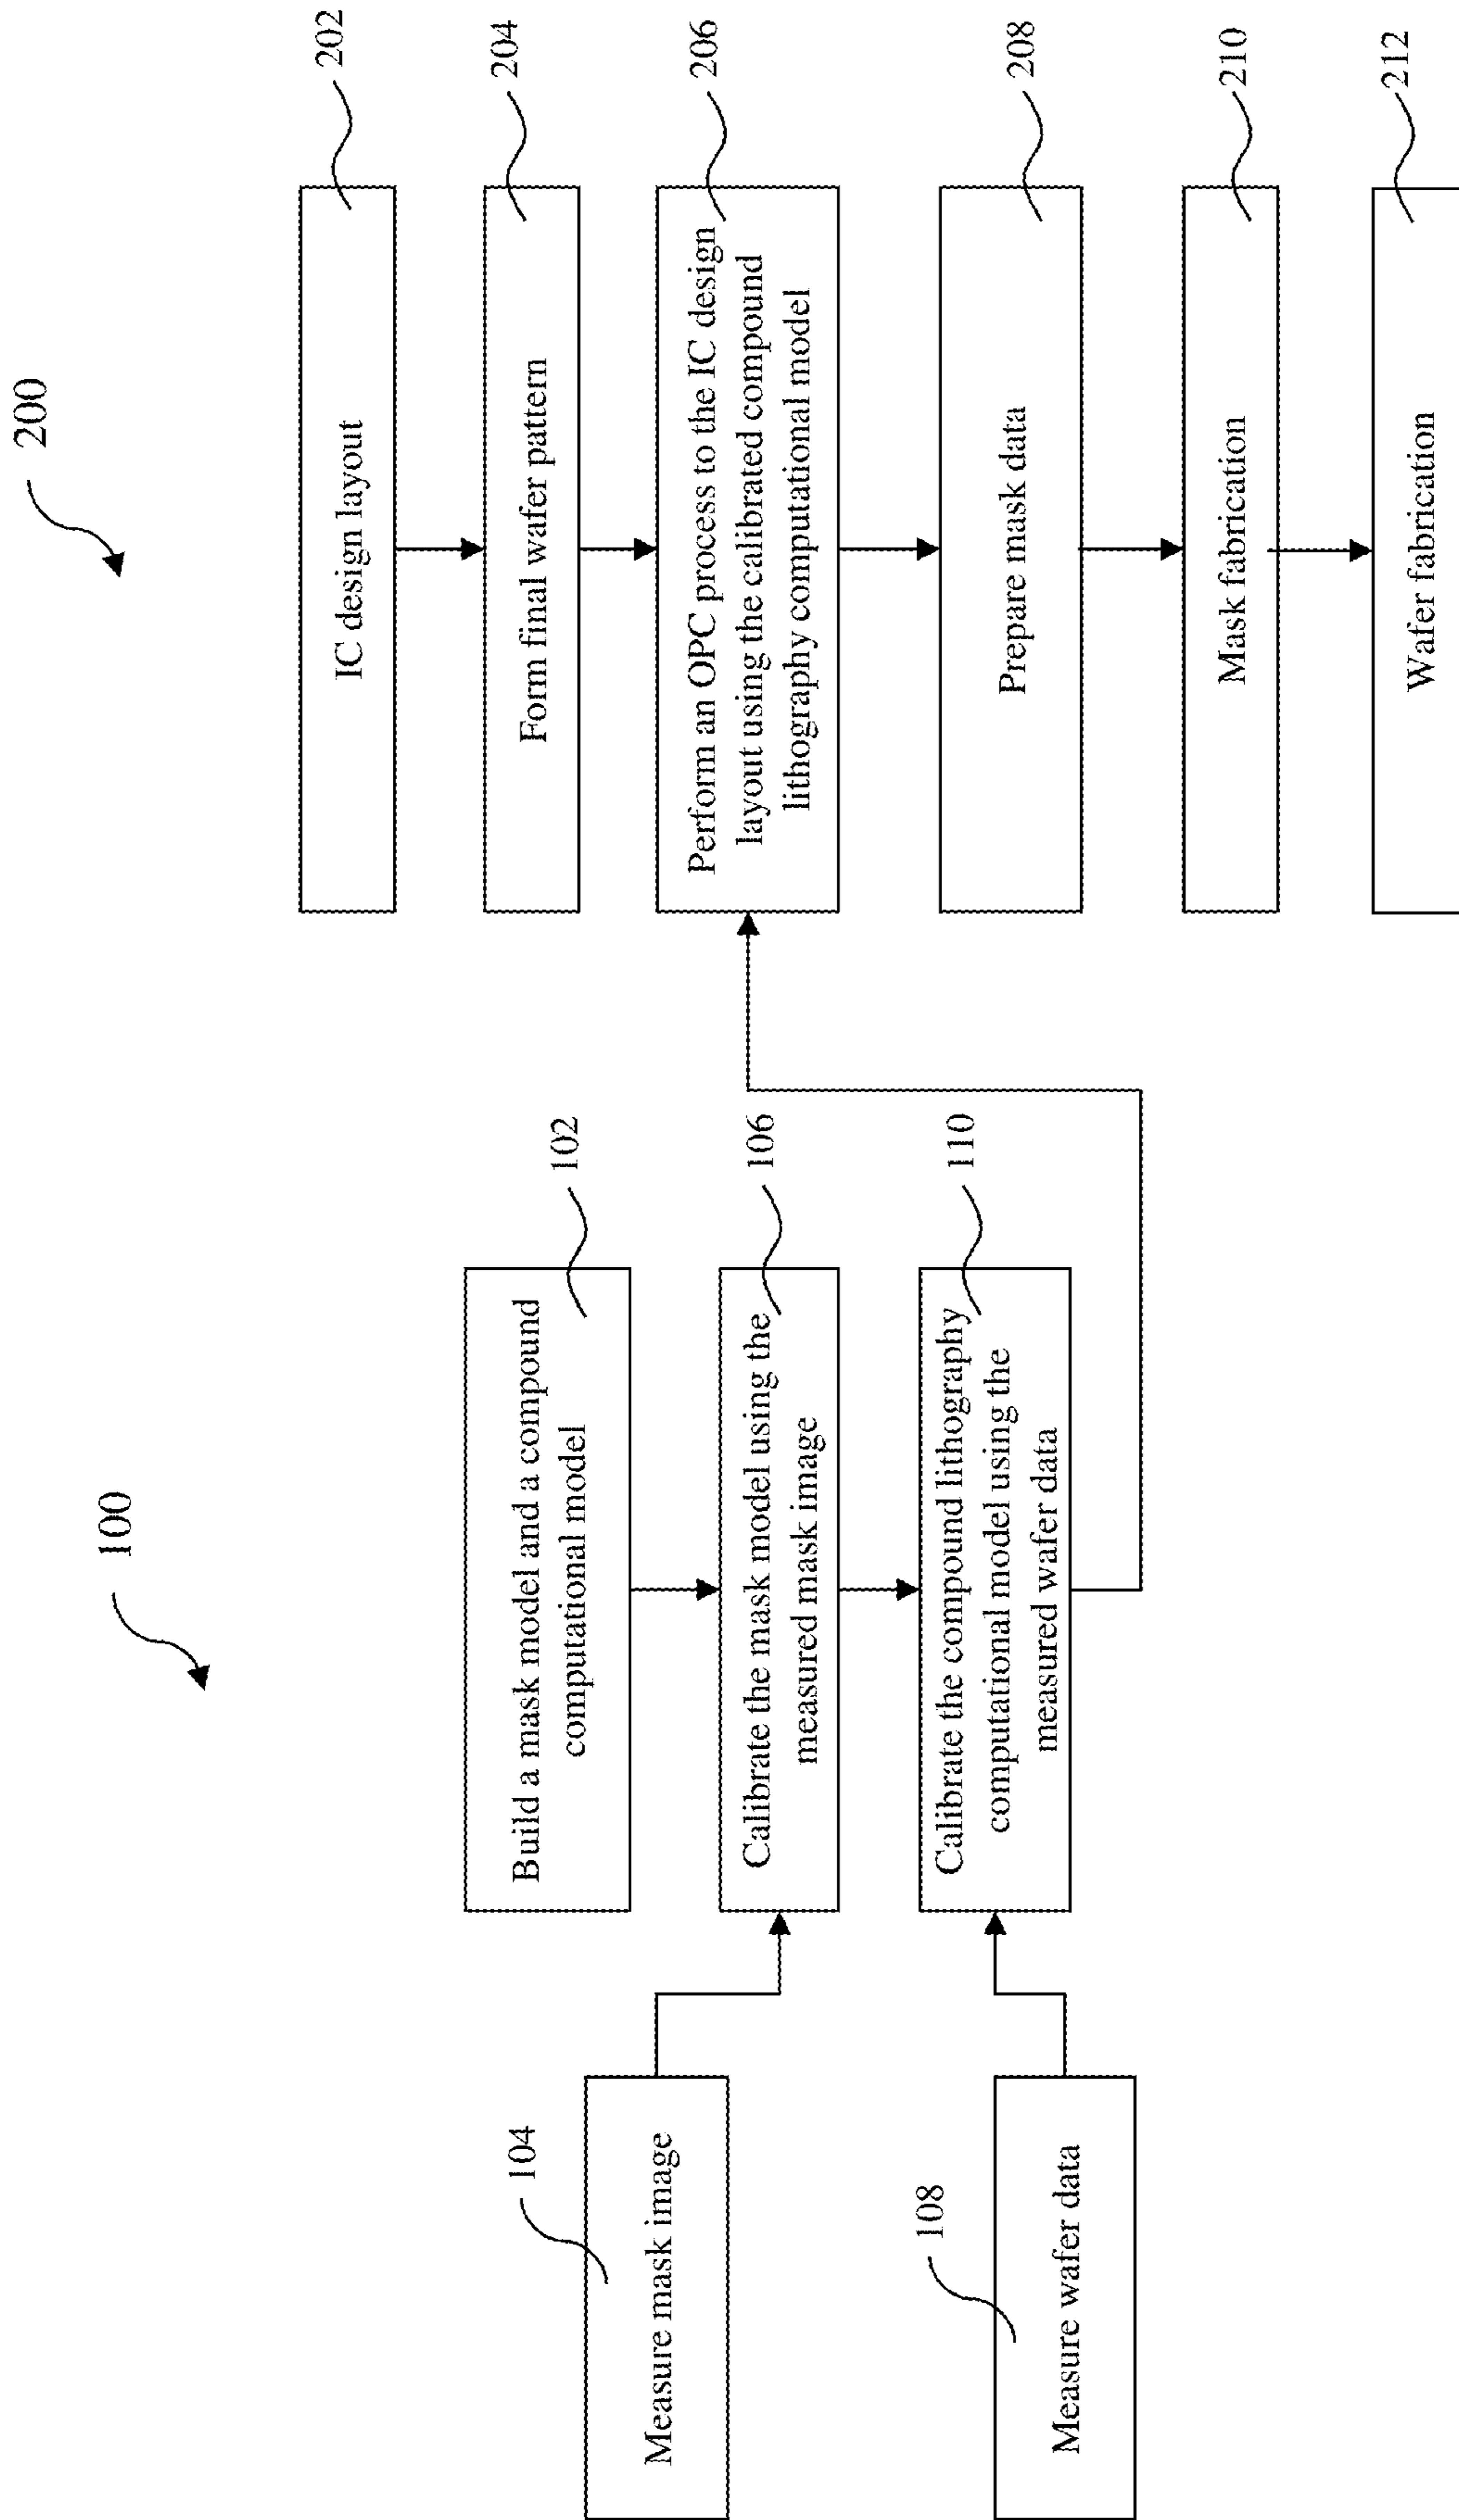 100
200
Build a mask model and a compound
computational model
102
Measure mask image
104
Calibrate the mask model using the
measured mask image
106
Measure wafer data
108
Calibrate the compound lithography
computational model using the
measured wafer data
110
IC design layout
202
Form final wafer pattern
204
Perform an OPC process to the IC design
layout using the calibrated compound
lithography computational model
206
Prepare mask data
208
Mask fabrication
210
Wafer fabrication
212